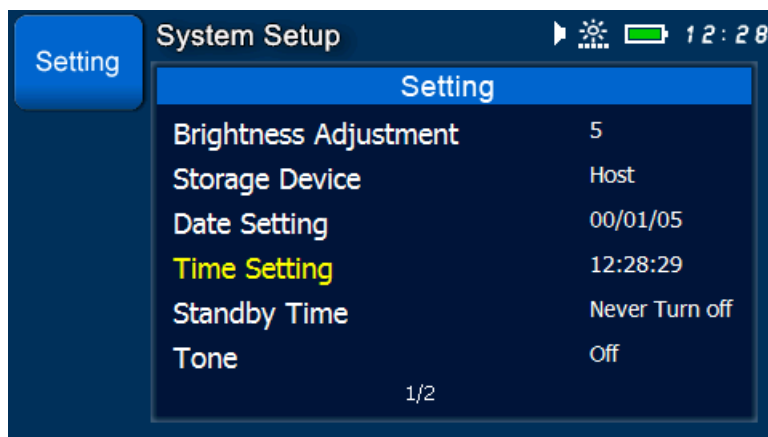 Setting
System Setup
12:28
Setting
Brightness Adjustment 5
Storage Device Host
Date Setting 00/01/05
Time Setting 12:28:29
Standby Time Never Turn off
Tone Off
1/2